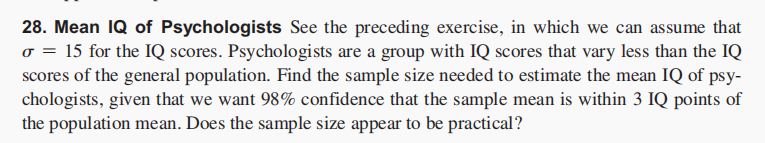 28. Mean IQ of Psychologists See the preceding exercise, in which we can assume that
σ = 15 for the IQ scores. Psychologists are a group with IQ scores that vary less than the IQ
scores of the general population. Find the sample size needed to estimate the mean IQ of psy-
chologists, given that we want 98% confidence that the sample mean is within 3 IQ points of
the population mean. Does the sample size appear to be practical?